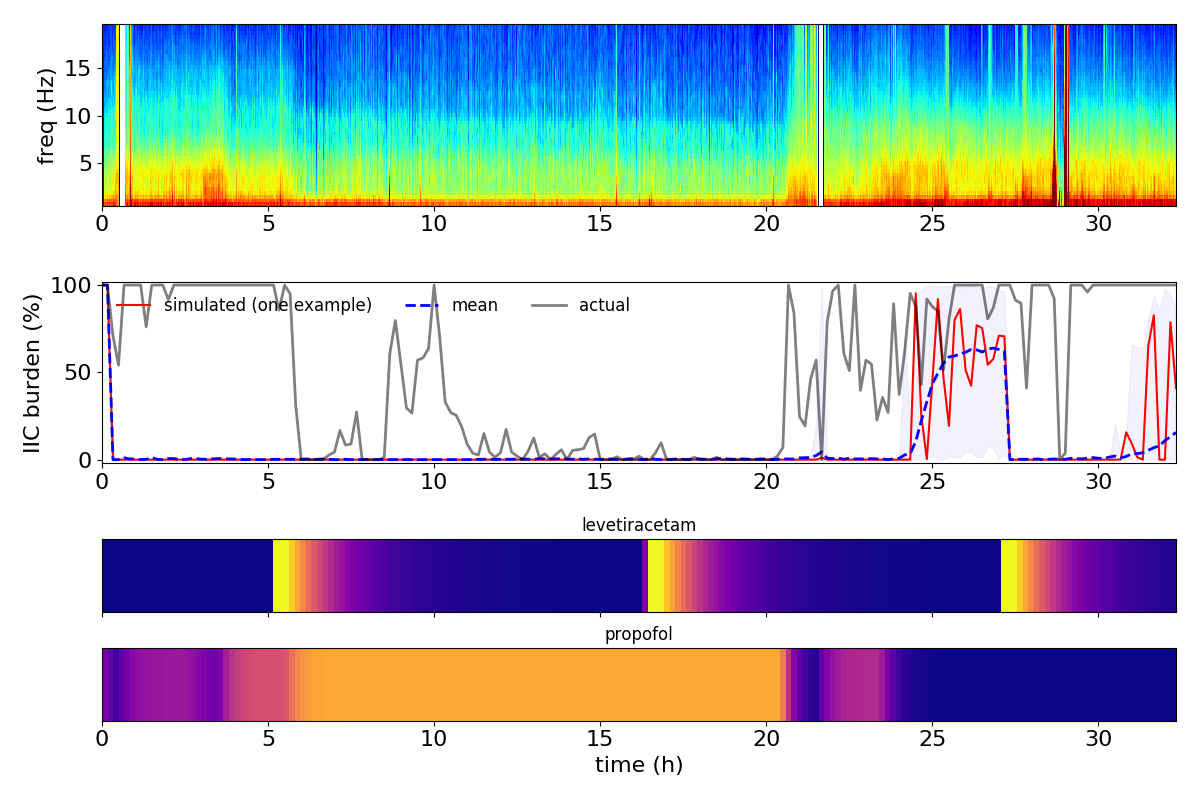 freq (Hz)
15
10
5
0 5 10 15 20 25 30
IIC burden (%)
100
50
0
simulated (one example) mean actual
0 5 10 15 20 25 30
levetiracetam
propofol
0 5 10 15 20 25 30
time (h)